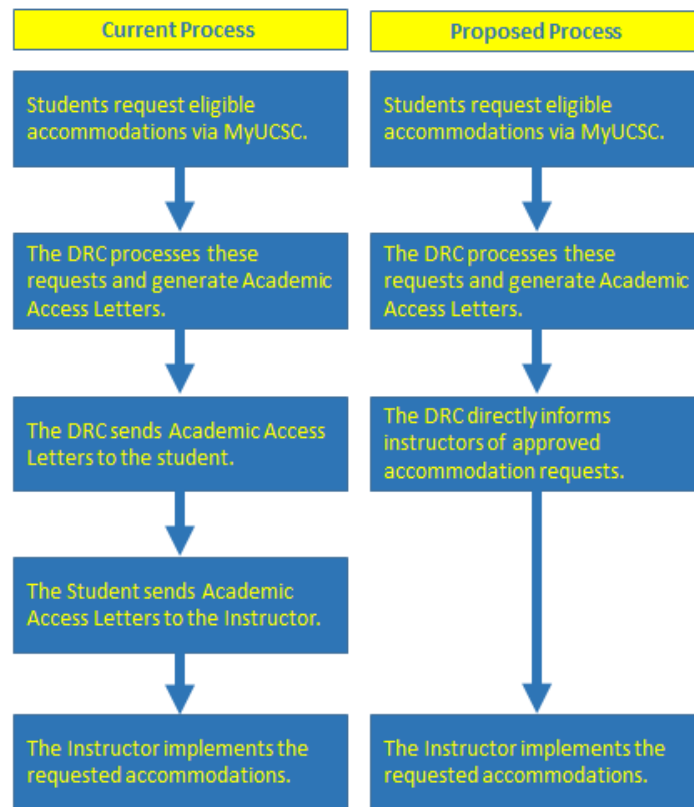 Current Process
Students request eligible
accommodations via MyUCSC.
The DRC processes these
requests and generate Academic
Access Letters.
The DRC sends Academic Access
Letters to the student.
The Student sends Academic
Access Letters to the Instructor.
The Instructor implements the
requested accommodations.
Proposed Process
Students request eligible
accommodations via MyUCSC.
The DRC processes these
requests and generate Academic
Access Letters.
The DRC directly informs
instructors of approved
accommodation requests.
The Instructor implements the
requested accommodations.